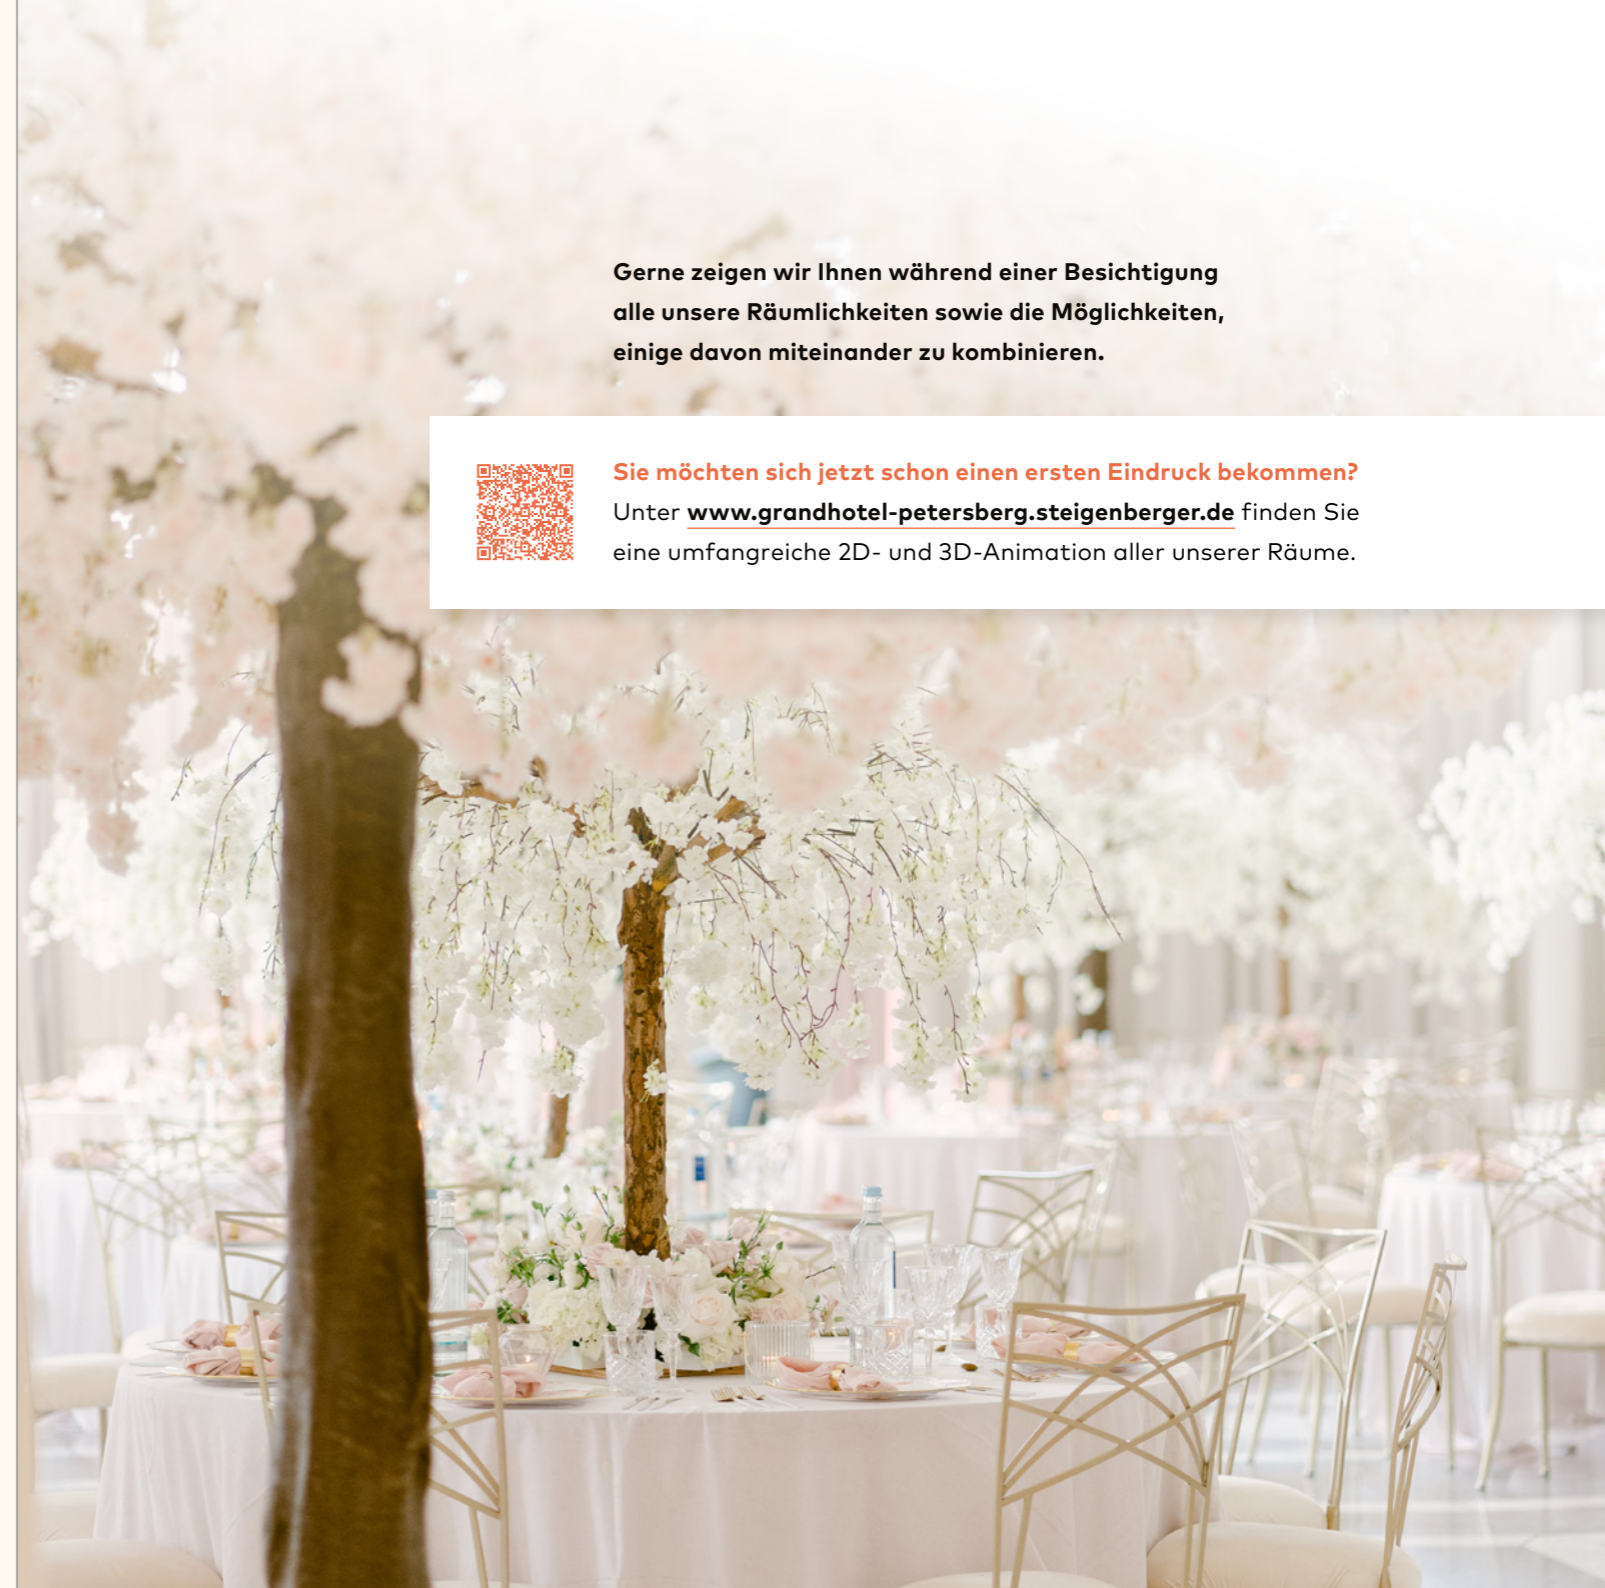 Gerne zeigen wir Ihnen während einer Besichtigung
alle unsere Räumlichkeiten sowie die Möglichkeiten,
einige davon miteinander zu kombinieren.
Sie möchten sich jetzt schon einen ersten Eindruck bekommen?
Unter www.grandhotel-petersberg.steigenberger.de finden Sie
eine umfangreiche 2D- und 3D-Animation aller unserer Räume.